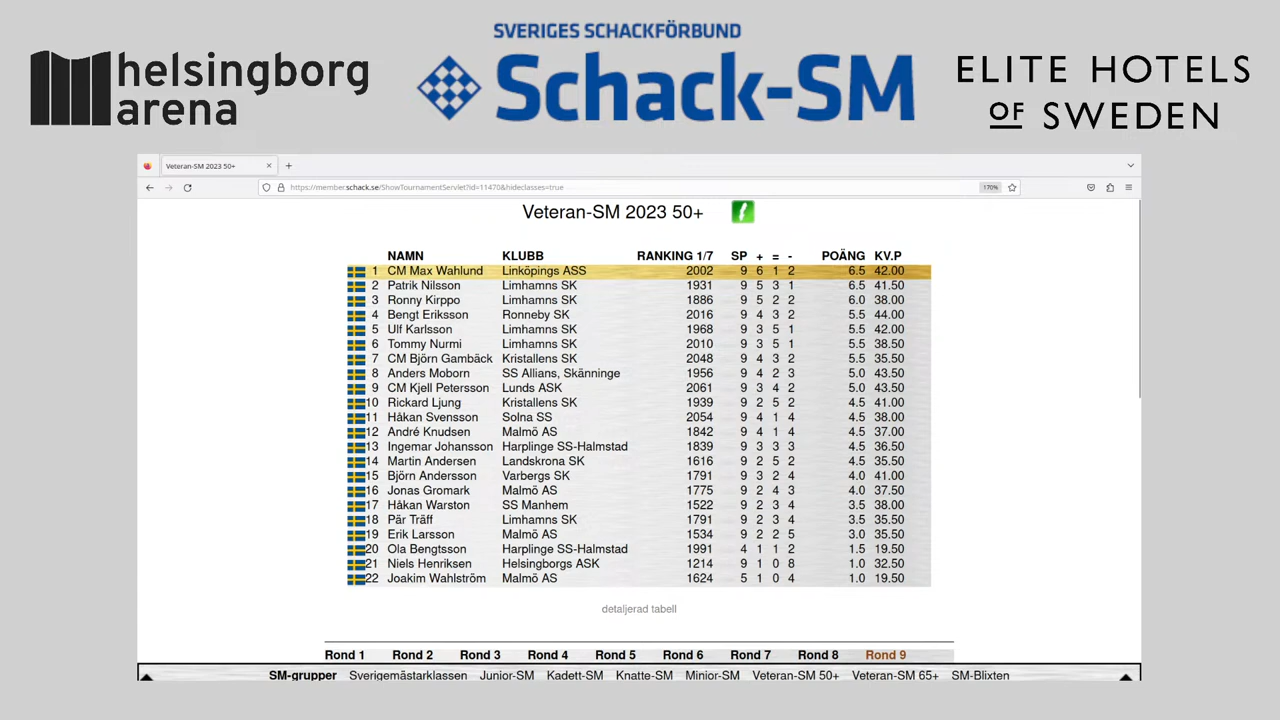 SVERIGES SCHACKFÖRBUND
helsingborg arena
Schack-SM
ELITE HOTELS OF SWEDEN
Veteran-SM 2023 50+
https://member.schack.se/ShowTournamentServlet?id=11470&hideclasses=true 170%
Veteran-SM 2023 50+
NAMN KLUBB RANKING 1/7 SP + = - POÄNG KV.P
1 CM Max Wahlund Linköpings ASS 2002 9 6 1 2 6.5 42.00
2 Patrik Nilsson Limhamns SK 1931 9 5 3 1 6.5 41.50
3 Ronny Kirppo Limhamns SK 1886 9 5 2 2 6.0 38.00
4 Bengt Eriksson Ronneby SK 2016 9 4 3 2 5.5 44.00
5 Ulf Karlsson Limhamns SK 1968 9 3 5 1 5.5 42.00
6 Tommy Nurmi Limhamns SK 2010 9 3 5 1 5.5 38.50
7 CM Björn Gambäck Kristallens SK 2048 9 4 3 2 5.5 35.50
8 Anders Moborn SS Allians, Skänninge 1956 9 4 2 3 5.0 43.50
9 CM Kjell Petersson Lunds ASK 2061 9 3 4 2 5.0 43.50
10 Rickard Ljung Kristallens SK 1939 9 2 5 2 4.5 41.00
11 Håkan Svensson Solna SS 2054 9 4 1 4 4.5 38.00
12 André Knudsen Malmö AS 1842 9 4 1 4 4.5 37.00
13 Ingemar Johansson Harplinge SS-Halmstad 1839 9 3 3 3 4.5 36.50
14 Martin Andersen Landskrona SK 1616 9 2 5 2 4.5 35.50
15 Björn Andersson Varbergs SK 1791 9 3 2 4 4.0 41.00
16 Jonas Gromark Malmö AS 1775 9 2 4 3 4.0 37.50
17 Håkan Warston SS Manhem 1522 9 2 3 4 3.5 38.00
18 Pär Träff Limhamns SK 1791 9 2 3 4 3.5 35.50
19 Erik Larsson Malmö AS 1534 9 2 2 5 3.0 35.50
20 Ola Bengtsson Harplinge SS-Halmstad 1991 4 1 1 2 1.5 19.50
21 Niels Henriksen Helsingborgs ASK 1214 9 1 0 8 1.0 32.50
22 Joakim Wahlström Malmö AS 1624 5 1 0 4 1.0 19.50
detaljerad tabell
Rond 1 Rond 2 Rond 3 Rond 4 Rond 5 Rond 6 Rond 7 Rond 8 Rond 9
SM-grupper Sverigemästarklassen Junior-SM Kadett-SM Knatte-SM Minior-SM Veteran-SM 50+ Veteran-SM 65+ SM-Blixten